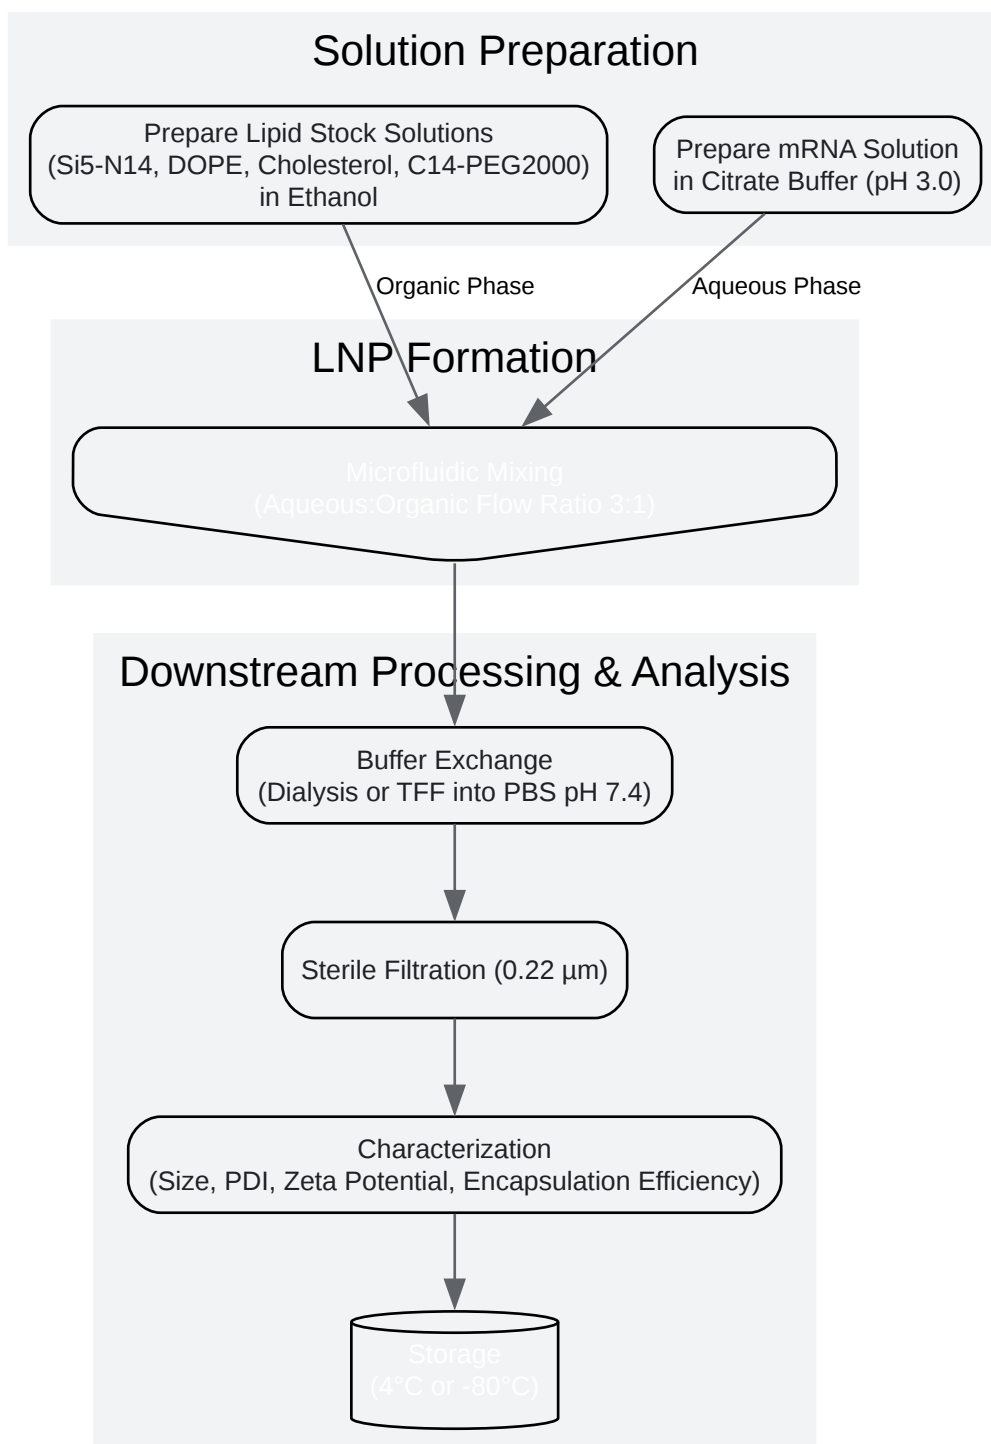 Solution Preparation
Prepare Lipid Stock Solutions
(Si5-N14, DOPE, Cholesterol, C14-PEG2000)
in Ethanol
Prepare mRNA Solution
in Citrate Buffer (pH 3.0)
Organic Phase
Aqueous Phase
LNP Formation
Microfluidic Mixing
(Aqueous:Organic Flow Ratio 3:1)
Downstream Processing & Analysis
Buffer Exchange
(Dialysis or TFF into PBS pH 7.4)
Sterile Filtration (0.22 µm)
Characterization
(Size, PDI, Zeta Potential, Encapsulation Efficiency)
Storage
(4°C or -80°C)